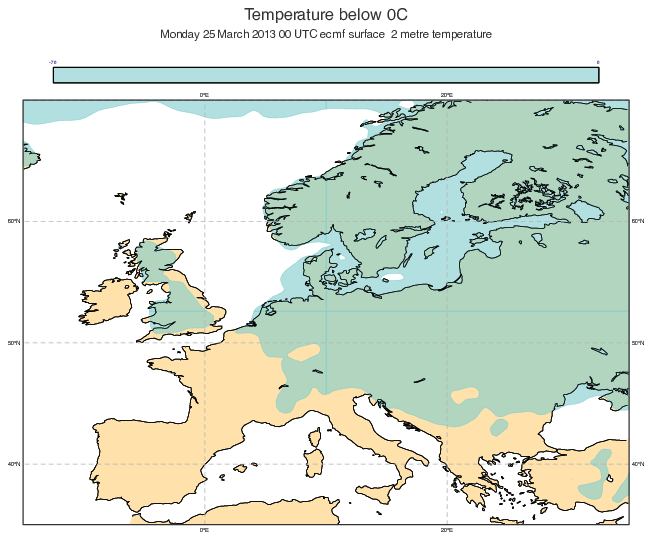 Temperature below 0C
Monday 25 March 2013 00 UTC ecmf surface 2 metre temperature
-70 0
0°E 20°E
60°N 60°N
50°N 50°N
40°N 40°N
0°E 20°E